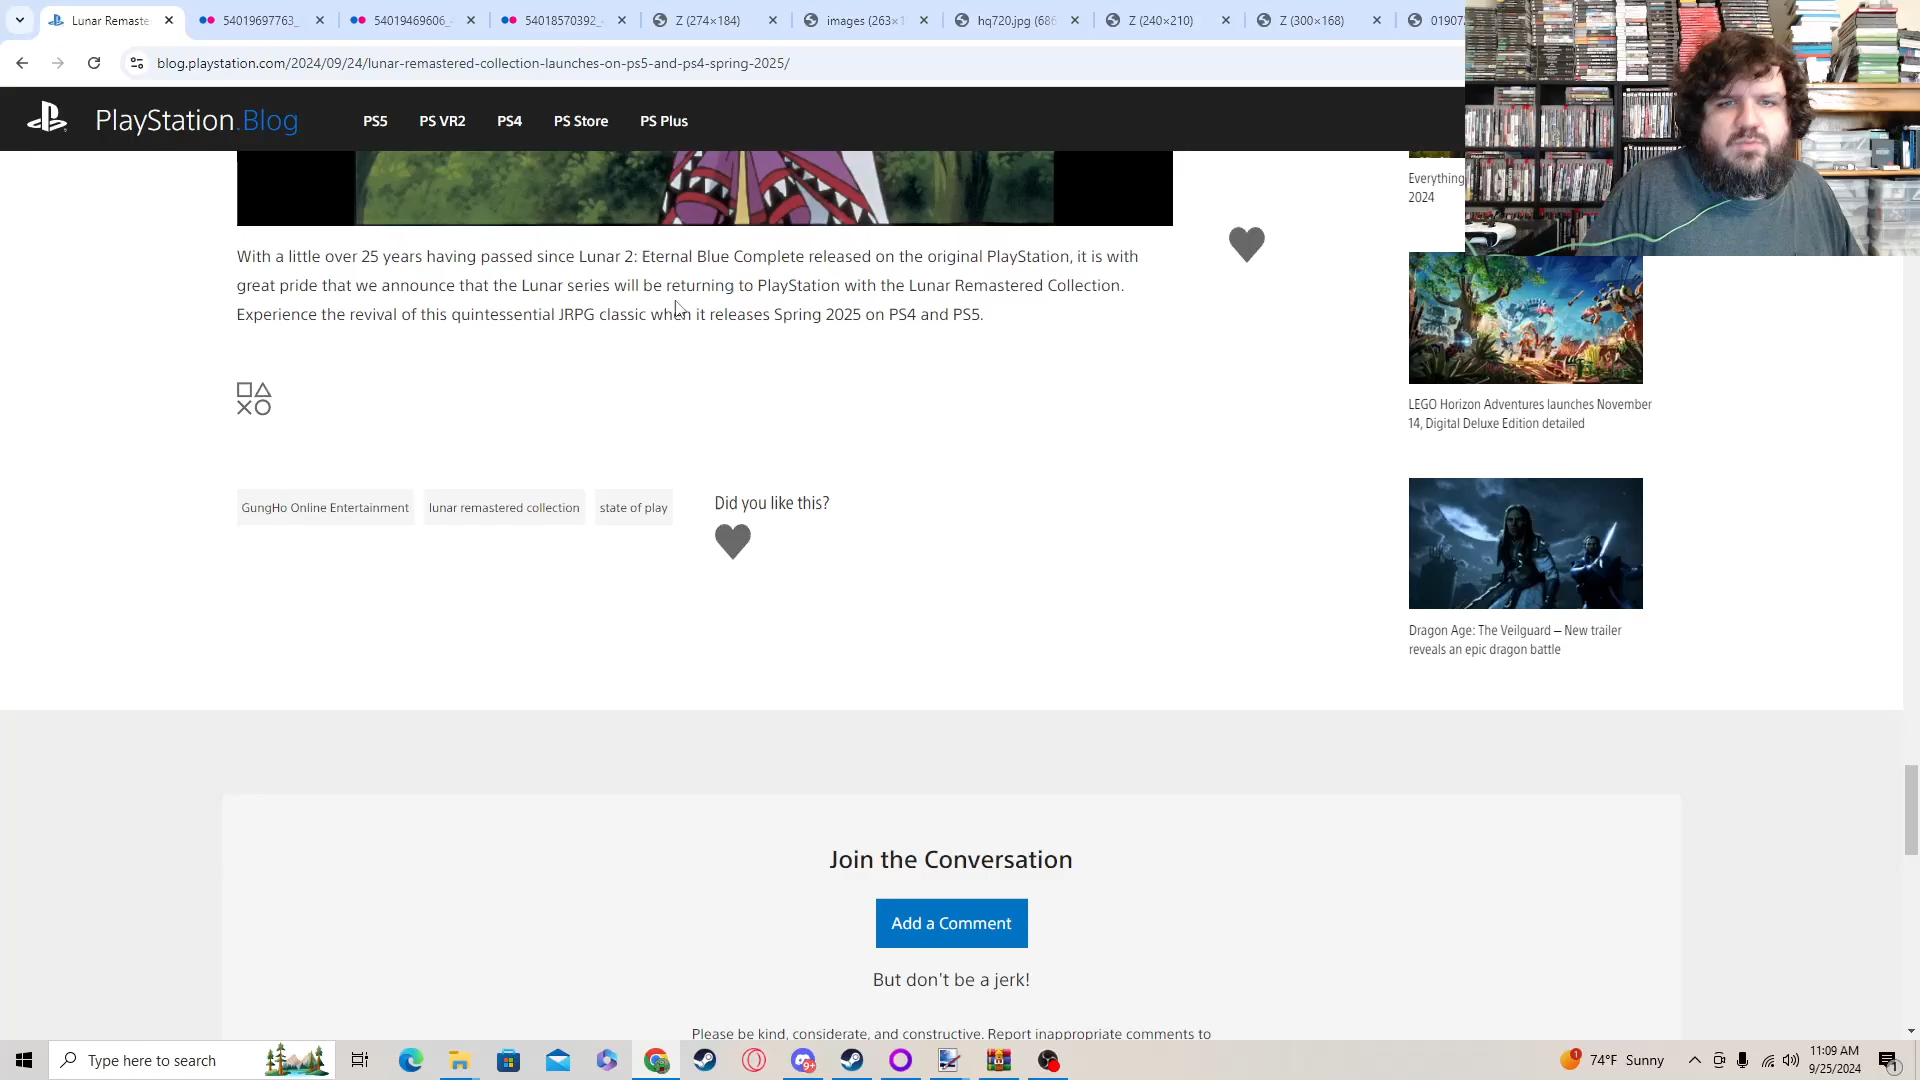 Lunar Remaste
54019697763_
54019469606_
54018570392_
Z (274×184)
images (263×1
hq720.jpg (686
Z (240×210)
Z (300×168)
01907
blog.playstation.com/2024/09/24/lunar-remastered-collection-launches-on-ps5-and-ps4-spring-2025/
PlayStation.Blog
PS5
PS VR2
PS4
PS Store
PS Plus
With a little over 25 years having passed since Lunar 2: Eternal Blue Complete released on the original PlayStation, it is with
great pride that we announce that the Lunar series will be returning to PlayStation with the Lunar Remastered Collection.
Experience the revival of this quintessential JRPG classic when it releases Spring 2025 on PS4 and PS5.
GungHo Online Entertainment
lunar remastered collection
state of play
Did you like this?
Everything
2024
LEGO Horizon Adventures launches November
14, Digital Deluxe Edition detailed
Dragon Age: The Veilguard – New trailer
reveals an epic dragon battle
Join the Conversation
Add a Comment
But don't be a jerk!
Please be kind, considerate, and constructive. Report inappropriate comments to
Type here to search
9+
1
74°F Sunny
11:09 AM
9/25/2024
1